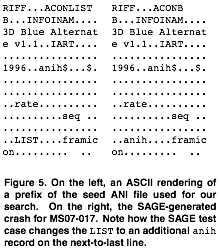 RIFF...ACONLIST
B...INFOINAM....
3D Blue Alternat
e v1.1..IART....
................
1996..anih$...$.
................
................
..rate..........
..........seq ..
................
..LIST....framic
on......... ..
RIFF...ACONB
B...INFOINAM....
3D Blue Alternat
e v1.1..IART....
................
1996..anih$...$.
................
................
..rate..........
..........seq ..
................
..anih....framic
on......... ..
Figure 5. On the left, an ASCII rendering of
a prefix of the seed ANI file used for our
search. On the right, the SAGE-generated
crash for MS07-017. Note how the SAGE test
case changes the LIST to an additional anih
record on the next-to-last line.